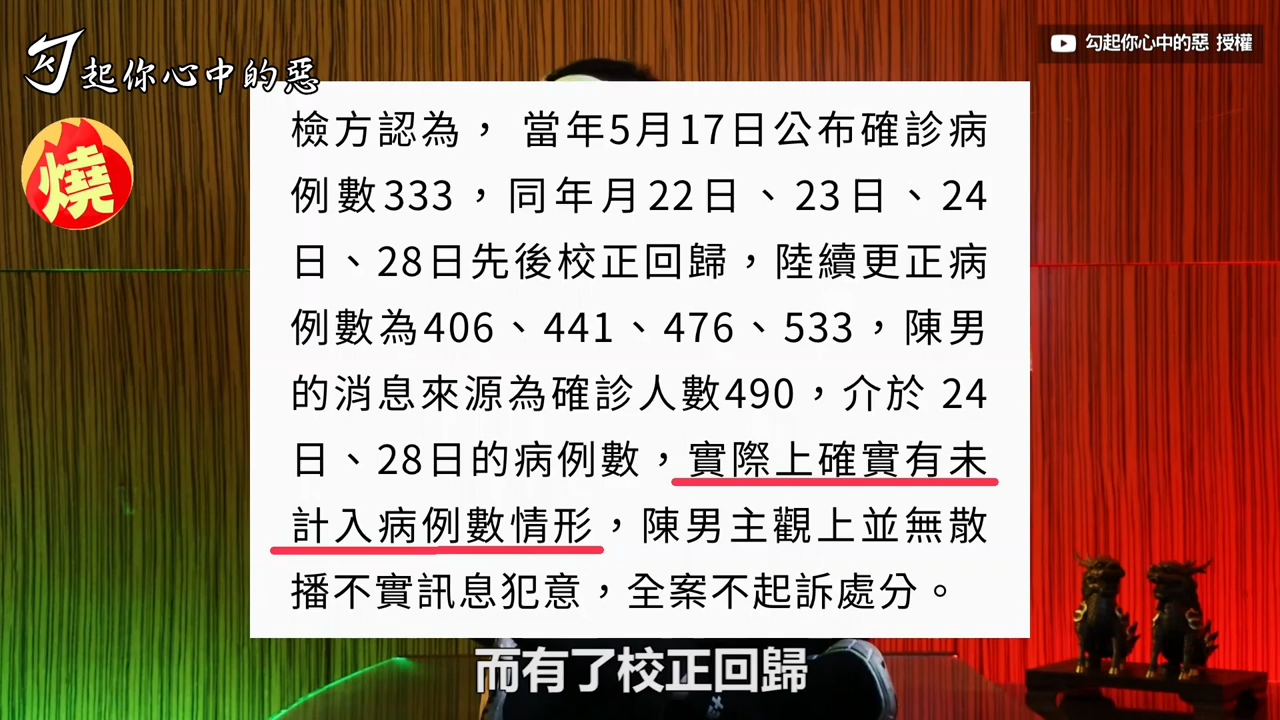 勾起你心中的惡
勾起你心中的惡 授權
燒
檢方認為， 當年5月17日公布確診病
例數333，同年月22日、23日、24
日、28日先後校正回歸，陸續更正病
例數為406、441、476、533，陳男
的消息來源為確診人數490，介於 24
日、28日的病例數，實際上確實有未
計入病例數情形，陳男主觀上並無散
播不實訊息犯意，全案不起訴處分。
而有了校正回歸